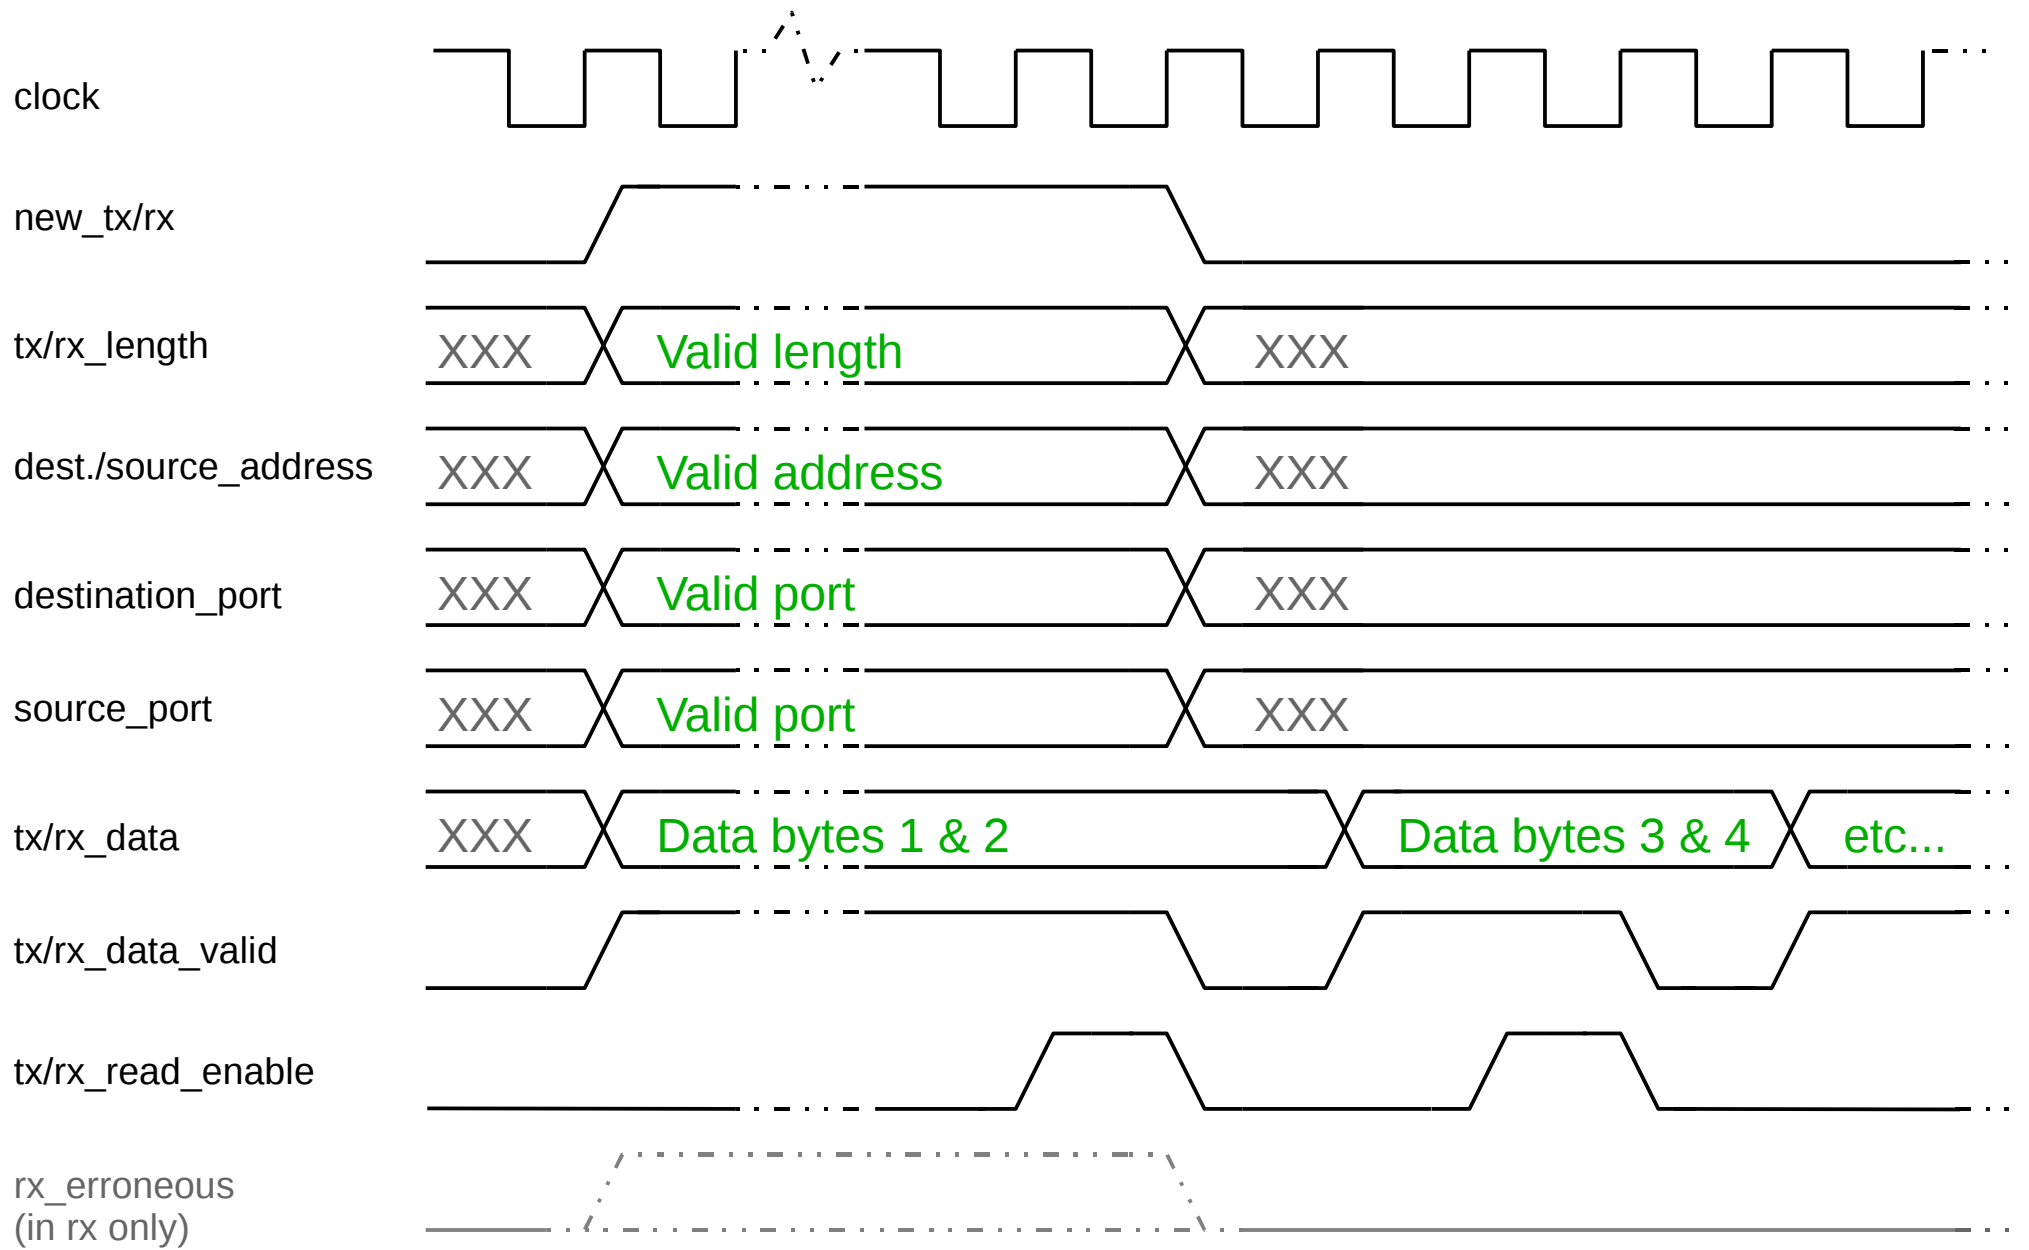 clock
new_tx/rx
tx/rx_length
XXX
Valid length
XXX
dest./source_address
XXX
Valid address
XXX
destination_port
XXX
Valid port
XXX
source_port
XXX
Valid port
XXX
tx/rx_data
XXX
Data bytes 1 & 2
Data bytes 3 & 4
etc...
tx/rx_data_valid
tx/rx_read_enable
rx_erroneous
(in rx only)